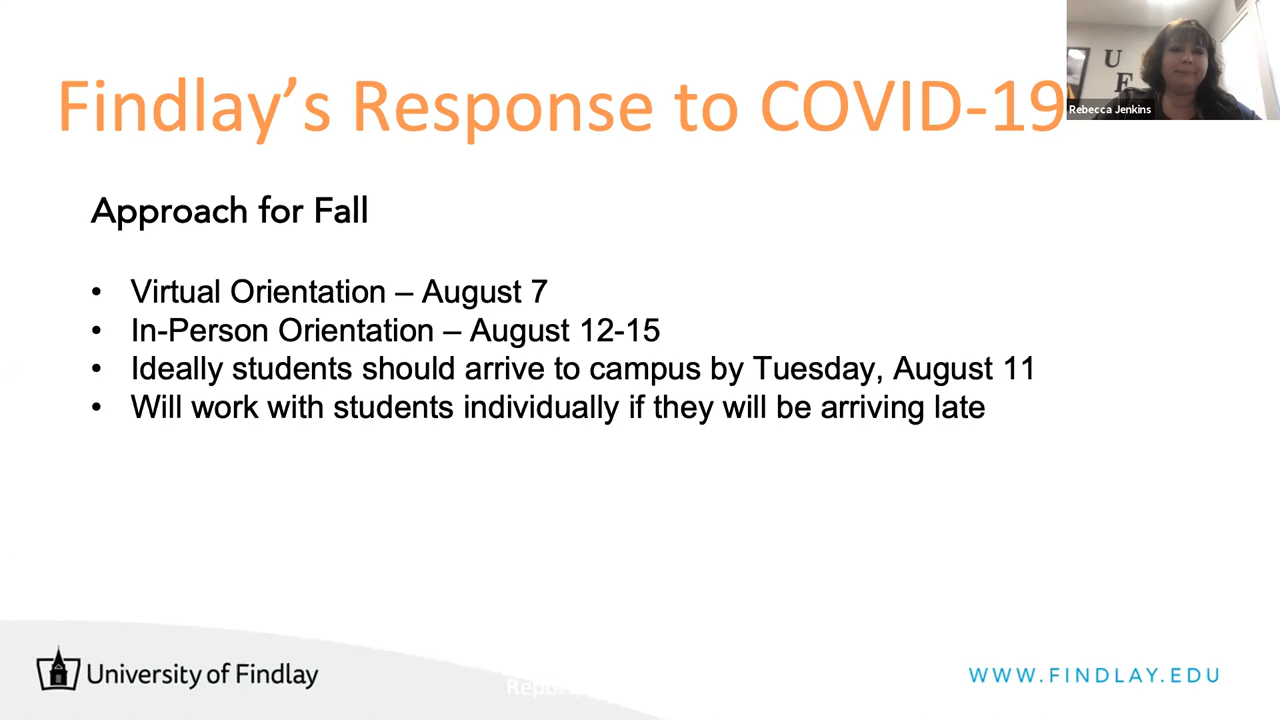 Findlay’s Response to COVID-19
U
F
Rebecca Jenkins
Approach for Fall
• Virtual Orientation – August 7
• In-Person Orientation – August 12-15
• Ideally students should arrive to campus by Tuesday, August 11
• Will work with students individually if they will be arriving late
University of Findlay
WWW.FINDLAY.EDU